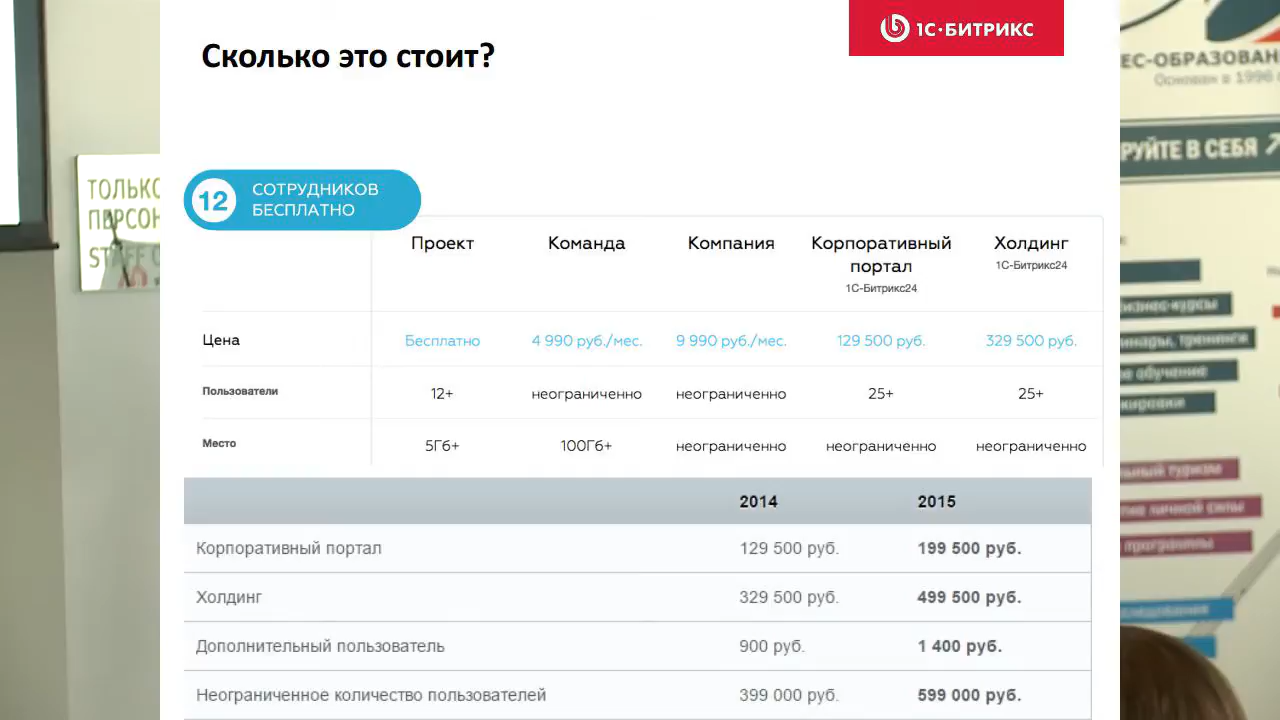 Сколько это стоит?
1С·БИТРИКС
12
СОТРУДНИКОВ
БЕСПЛАТНО
Проект
Команда
Компания
Корпоративный
портал
1С-Битрикс24
Холдинг
1С-Битрикс24
Цена
Бесплатно
4 990 руб./мес.
9 990 руб./мес.
129 500 руб.
329 500 руб.
Пользователи
12+
неограниченно
неограниченно
25+
25+
Место
5Гб+
100Гб+
неограниченно
неограниченно
неограниченно
2014
2015
Корпоративный портал
129 500 руб.
199 500 руб.
Холдинг
329 500 руб.
499 500 руб.
Дополнительный пользователь
900 руб.
1 400 руб.
Неограниченное количество пользователей
399 000 руб.
599 000 руб.
ТОЛЬКО
ПЕРСОН
STAFF O
ЕС-ОБРАЗОВАН
Основан в 1996
РУЙТЕ В СЕБЯ